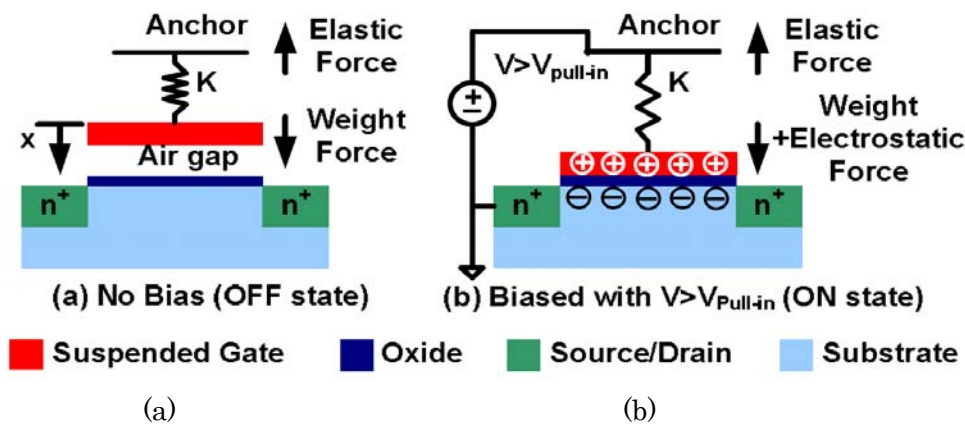 Anchor
Elastic
Force
K
Weight
Force
x
Air gap
n+
n+
(a) No Bias (OFF state)
Anchor
Elastic
Force
V>Vpull-in
K
Weight
+Electrostatic
Force
n+
n+
(b) Biased with V>VPull-in (ON state)
Suspended Gate
Oxide
Source/Drain
Substrate
(a)
(b)